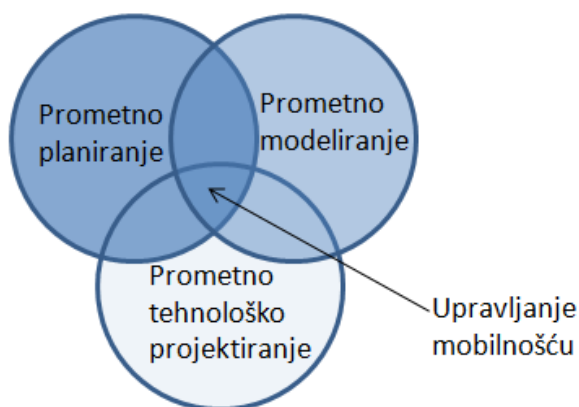 Prometno
planiranje
Prometno
modeliranje
Prometno
tehnološko
projektiranje
Upravljanje
mobilnošću